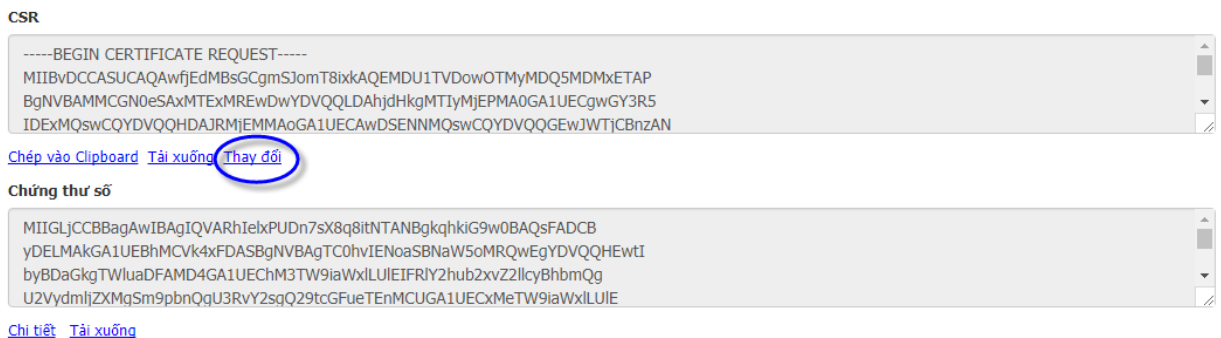 CSR
-----BEGIN CERTIFICATE REQUEST-----
MIIBvDCCASUCAQAwfjEdMBsGCgmSJomT8ixkAQEMDU1TVDowOTMyMDQ5MDMxETAP
BgNVBAMMCGN0eSAxMTExMREwDwYDVQQLDAhjdHkgMTIyMjEPMA0GA1UECgwGY3R5
IDExMQswCQYDVQQHDAJRMjEMMAoGA1UECAwDSENNMQswCQYDVQQGEwJWTjCBnzAN
Chép vào Clipboard Tải xuống Thay đổi
Chứng thư số
MIIGLjCCBBagAwIBAgIQVARhIelxPUDn7sX8q8itNTANBgkqhkiG9w0BAQsFADCB
yDELMAkGA1UEBhMCVk4xFDASBgNVBAgTC0hvIENoaSBNaW5oMRQwEgYDVQQHEwtI
byBDaGkgTWluaDFAMD4GA1UEChM3TW9iaWxlLUlEIFRlY2hub2xvZ2llcyBhbmQg
U2VydmljZXMgSm9pbnQgU3RvY2sgQ29tcGFueTEnMCUGA1UECxMeTW9iaWxlLUlE
Chi tiết Tải xuống